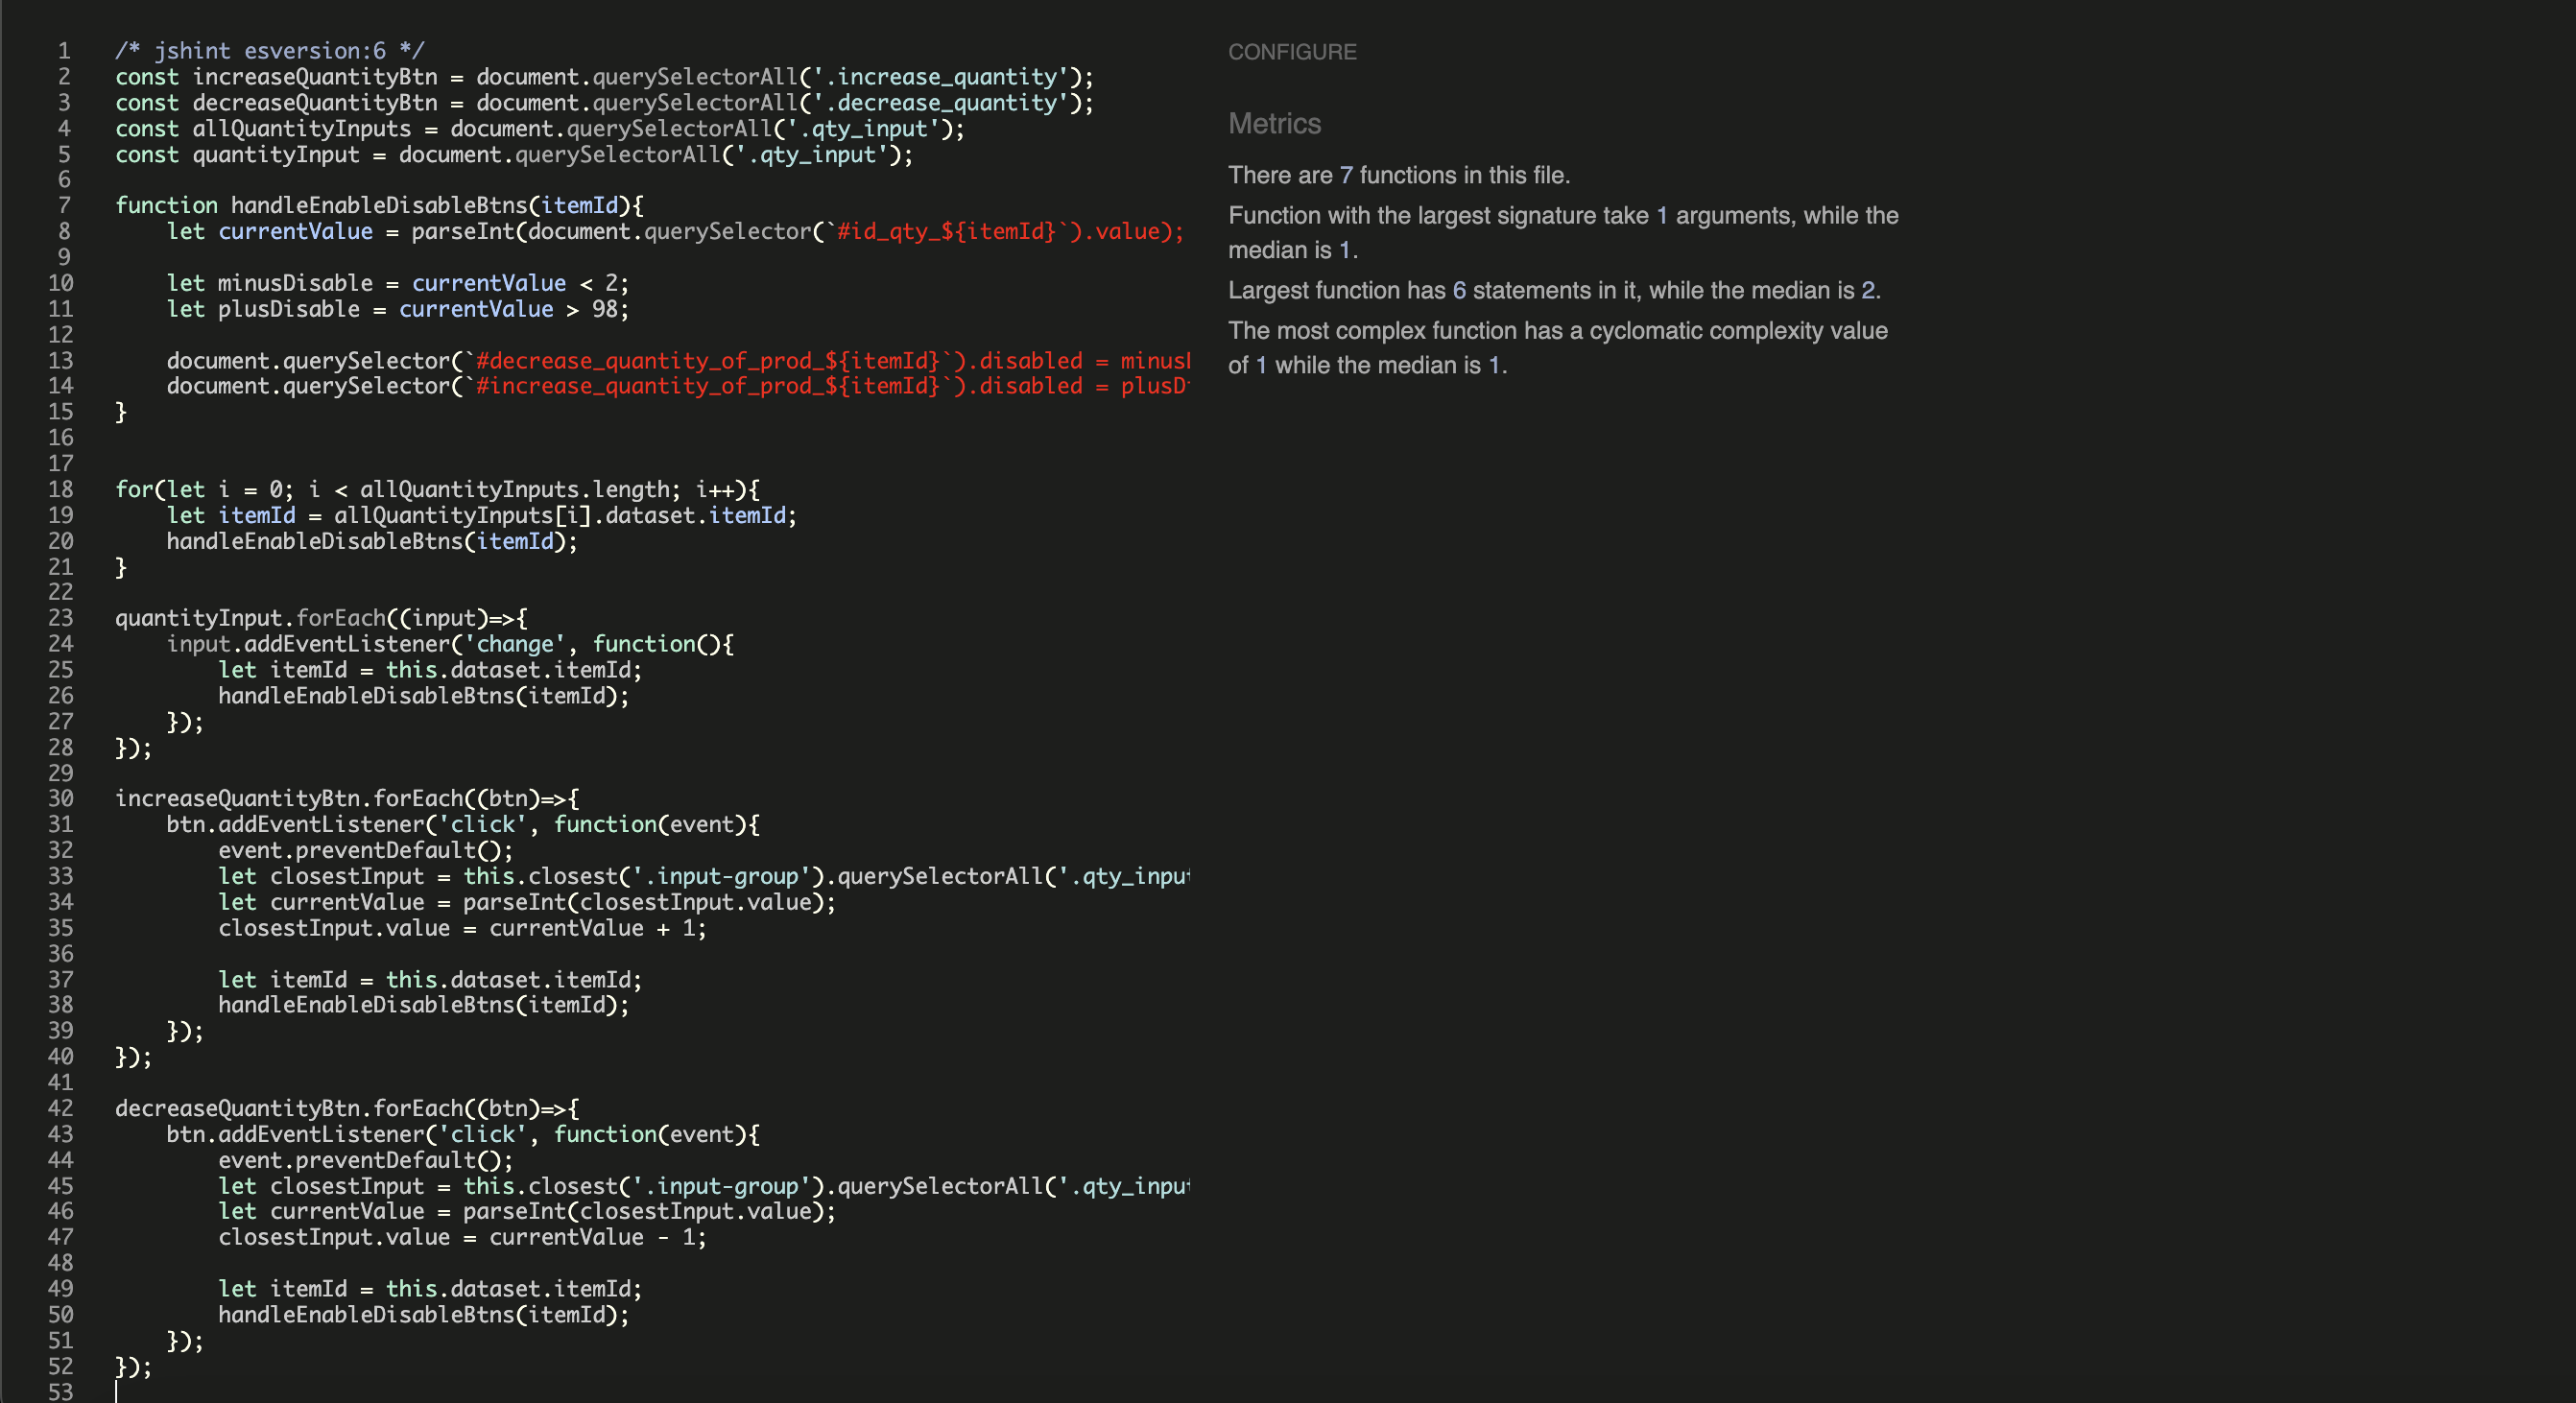 1 /* jshint esversion:6 */
2 const increaseQuantityBtn = document.querySelectorAll('.increase_quantity');
3 const decreaseQuantityBtn = document.querySelectorAll('.decrease_quantity');
4 const allQuantityInputs = document.querySelectorAll('.qty_input');
5 const quantityInput = document.querySelectorAll('.qty_input');
6
7 function handleEnableDisableBtns(itemId){
8     let currentValue = parseInt(document.querySelector(`#id_qty_${itemId}`).value);
9
10     let minusDisable = currentValue < 2;
11     let plusDisable = currentValue > 98;
12
13     document.querySelector(`#decrease_quantity_of_prod_${itemId}`).disabled = minus
14     document.querySelector(`#increase_quantity_of_prod_${itemId}`).disabled = plusD
15 }
16
17
18 for(let i = 0; i < allQuantityInputs.length; i++){
19     let itemId = allQuantityInputs[i].dataset.itemId;
20     handleEnableDisableBtns(itemId);
21 }
22
23 quantityInput.forEach((input)=>{
24     input.addEventListener('change', function(){
25         let itemId = this.dataset.itemId;
26         handleEnableDisableBtns(itemId);
27     });
28 });
29
30 increaseQuantityBtn.forEach((btn)=>{
31     btn.addEventListener('click', function(event){
32         event.preventDefault();
33         let closestInput = this.closest('.input-group').querySelectorAll('.qty_input
34         let currentValue = parseInt(closestInput.value);
35         closestInput.value = currentValue + 1;
36
37         let itemId = this.dataset.itemId;
38         handleEnableDisableBtns(itemId);
39     });
40 });
41
42 decreaseQuantityBtn.forEach((btn)=>{
43     btn.addEventListener('click', function(event){
44         event.preventDefault();
45         let closestInput = this.closest('.input-group').querySelectorAll('.qty_input
46         let currentValue = parseInt(closestInput.value);
47         closestInput.value = currentValue - 1;
48
49         let itemId = this.dataset.itemId;
50         handleEnableDisableBtns(itemId);
51     });
52 });
53
CONFIGURE
Metrics
There are 7 functions in this file.
Function with the largest signature take 1 arguments, while the
median is 1.
Largest function has 6 statements in it, while the median is 2.
The most complex function has a cyclomatic complexity value
of 1 while the median is 1.